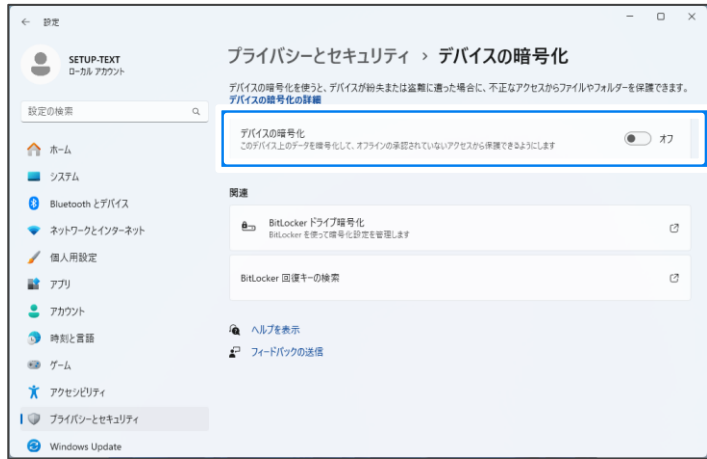 設定
SETUP-TEXT
ローカル アカウント
設定の検索
ホーム
システム
Bluetooth とデバイス
ネットワークとインターネット
個人用設定
アプリ
アカウント
時刻と言語
ゲーム
アクセシビリティ
プライバシーとセキュリティ
Windows Update
プライバシーとセキュリティ › デバイスの暗号化
デバイスの暗号化を使うと、デバイスが紛失または盗難に遭った場合に、不正なアクセスからファイルやフォルダーを保護できます。
デバイスの暗号化の詳細
デバイスの暗号化
このデバイス上のデータを暗号化して、オフラインの承認されていないアクセスから保護できるようにします
オフ
関連
BitLocker ドライブ暗号化
BitLocker を使って暗号化設定を管理します
BitLocker 回復キーの検索
ヘルプを表示
フィードバックの送信